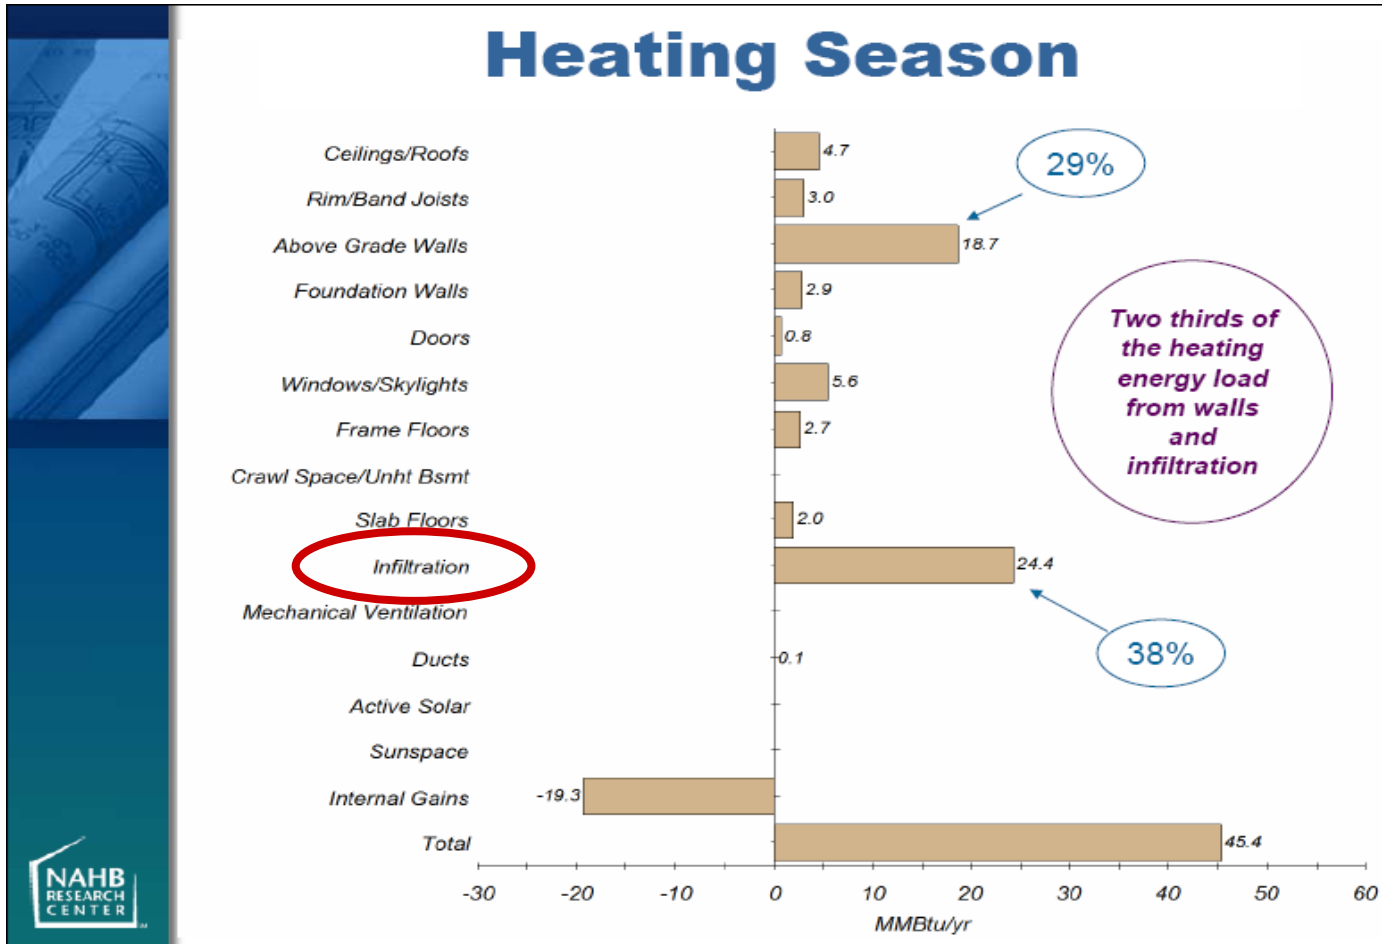 Heating Season
Ceilings/Roofs
4.7
29%
Rim/Band Joists
3.0
Above Grade Walls
18.7
Foundation Walls
2.9
Doors
0.8
Windows/Skylights
5.6
Frame Floors
2.7
Crawl Space/Unht Bsmt
Slab Floors
2.0
Infiltration
24.4
Mechanical Ventilation
Ducts
0.1
38%
Active Solar
Sunspace
Internal Gains
-19.3
Total
45.4
Two thirds of
the heating
energy load
from walls
and
infiltration
-30 -20 -10 0 10 20 30 40 50 60
MMBtu/yr
NAHB
RESEARCH
CENTER